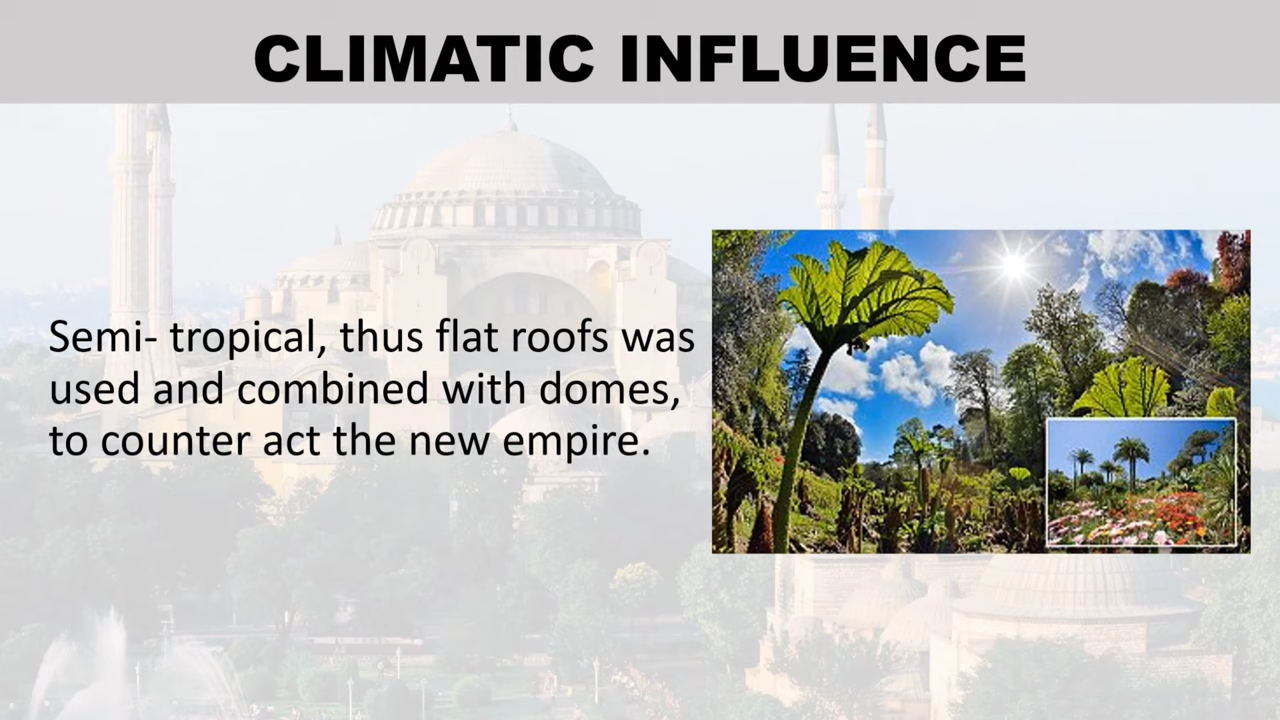 CLIMATIC INFLUENCE
Semi- tropical, thus flat roofs was
used and combined with domes,
to counter act the new empire.